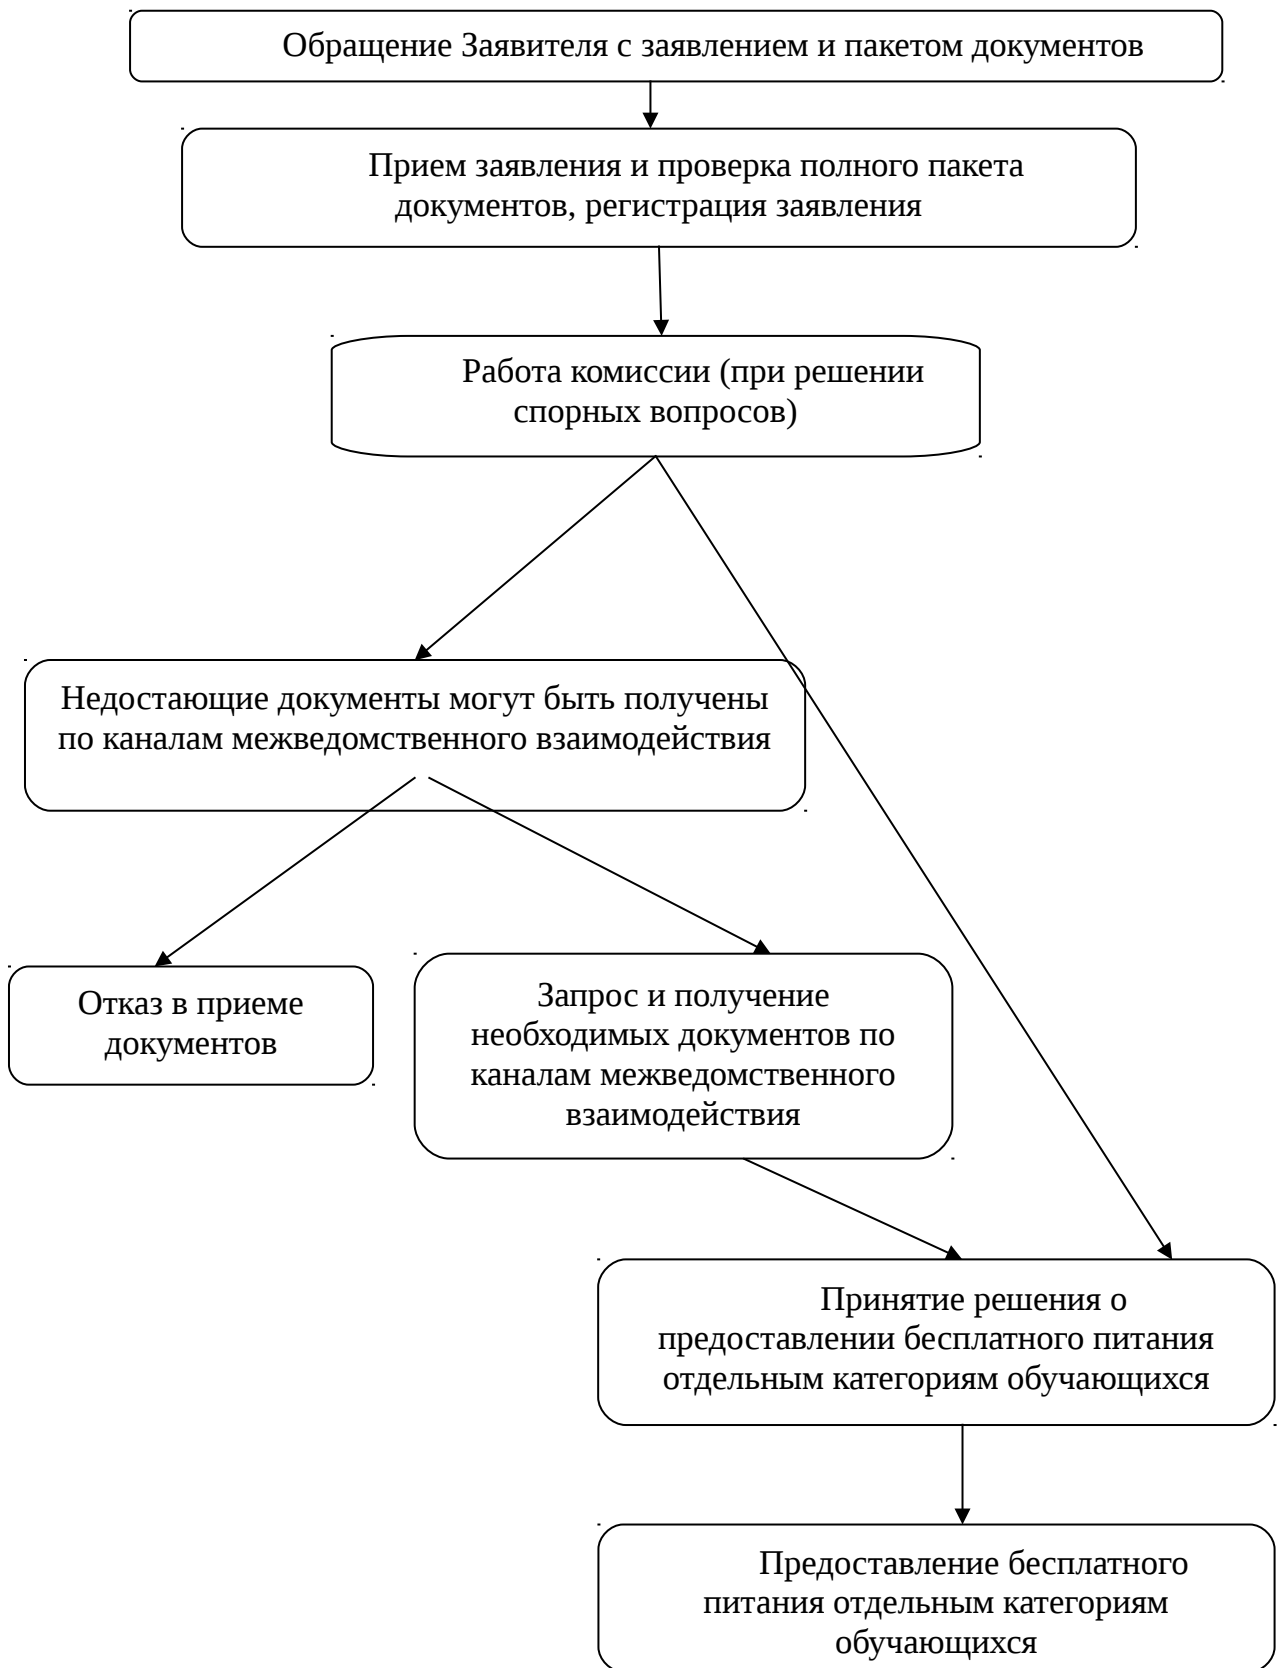 Обращение Заявителя с заявлением и пакетом документов
Прием заявления и проверка полного пакета
документов, регистрация заявления
Работа комиссии (при решении
спорных вопросов)
Недостающие документы могут быть получены
по каналам межведомственного взаимодействия
Отказ в приеме
документов
Запрос и получение
необходимых документов по
каналам межведомственного
взаимодействия
Принятие решения о
предоставлении бесплатного питания
отдельным категориям обучающихся
Предоставление бесплатного
питания отдельным категориям
обучающихся